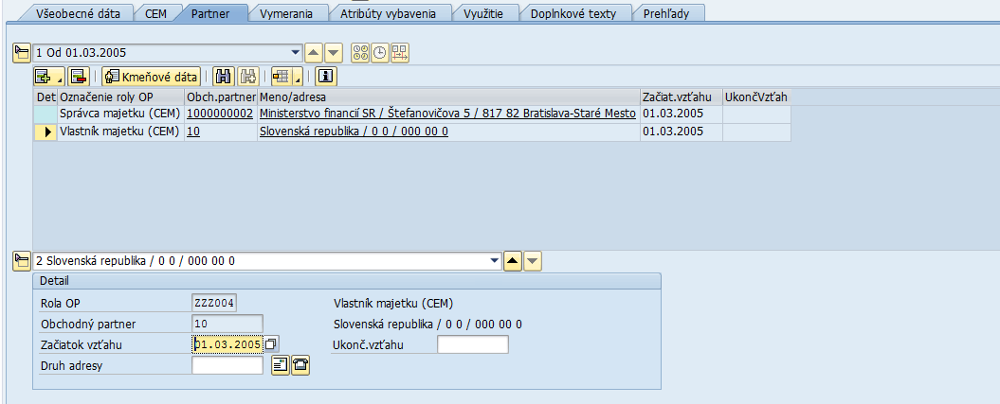 Všeobecné dáta CEM Partner Vymerania Atribúty vybavenia Využitie Doplnkové texty Prehľady
1 Od 01.03.2005
Kmeňové dáta
Det Označenie roly OP Obch.partner Meno/adresa Začiat.vzťahu UkončVzťah
Správca majetku (CEM) 1000000002 Ministerstvo financií SR / Štefanovičova 5 / 817 82 Bratislava-Staré Mesto 01.03.2005
Vlastník majetku (CEM) 10 Slovenská republika / 0 0 / 000 00 0 01.03.2005
2 Slovenská republika / 0 0 / 000 00 0
Detail
Rola OP ZZZ004 Vlastník majetku (CEM)
Obchodný partner 10 Slovenská republika / 0 0 / 000 00 0
Začiatok vzťahu 01.03.2005 Ukonč.vzťahu
Druh adresy